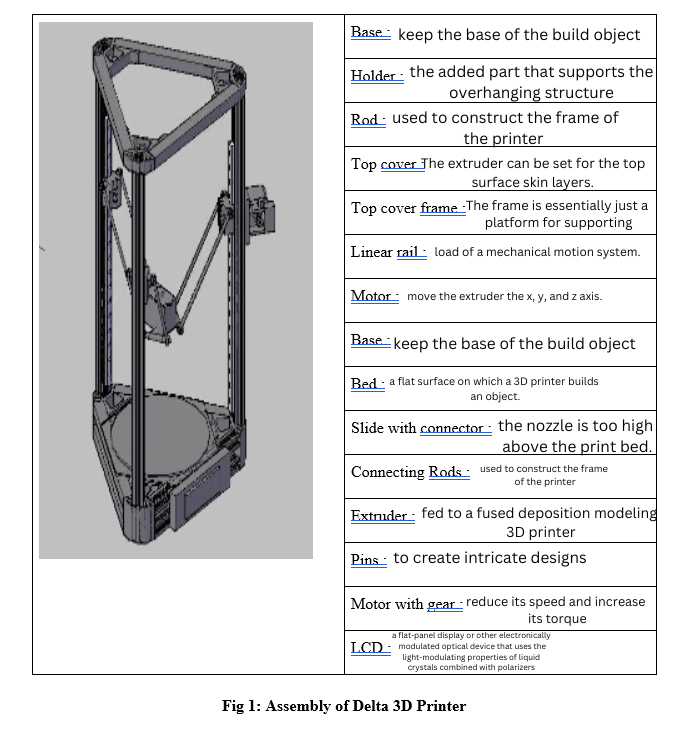 Base : keep the base of the build object
Holder : the added part that supports the
overhanging structure
Rod : used to construct the frame of
the printer
Top cover The extruder can be set for the top
surface skin layers.
Top cover frame :The frame is essentially just a
platform for supporting
Linear rail : load of a mechanical motion system.
Motor : move the extruder the x, y, and z axis.
Base : keep the base of the build object
Bed : a flat surface on which a 3D printer builds
an object.
Slide with connector : the nozzle is too high
above the print bed.
Connecting Rods : used to construct the frame
of the printer
Extruder : fed to a fused deposition modeling
3D printer
Pins : to create intricate designs
Motor with gear : reduce its speed and increase
its torque
a flat-panel display or other electronically
LCD : modulated optical device that uses the
light-modulating properties of liquid
crystals combined with polarizers
Fig 1: Assembly of Delta 3D Printer